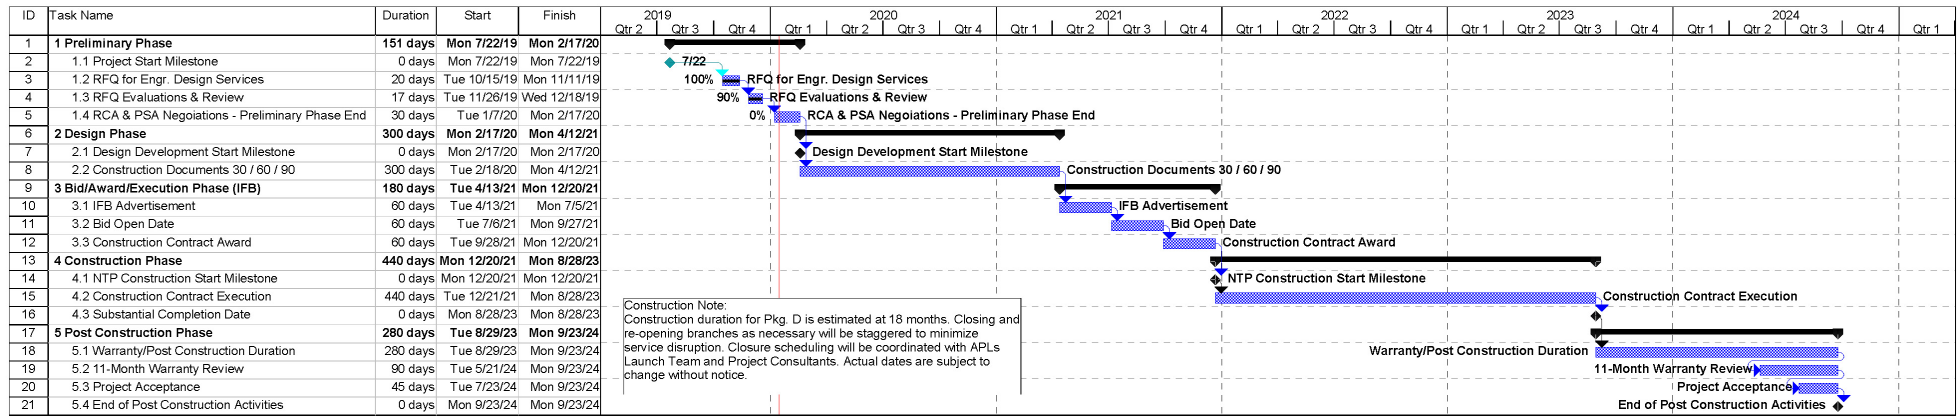 ID Task Name Duration Start Finish 2019 2020 2021 2022 2023 2024
Qtr 2 Qtr 3 Qtr 4 Qtr 1 Qtr 2 Qtr 3 Qtr 4 Qtr 1 Qtr 2 Qtr 3 Qtr 4 Qtr 1 Qtr 2 Qtr 3 Qtr 4 Qtr 1 Qtr 2 Qtr 3 Qtr 4 Qtr 1 Qtr 2 Qtr 3 Qtr 4 Qtr 1
1 1 Preliminary Phase 151 days Mon 7/22/19 Mon 2/17/20
2 1.1 Project Start Milestone 0 days Mon 7/22/19 Mon 7/22/19 7/22
3 1.2 RFQ for Engr. Design Services 20 days Tue 10/15/19 Mon 11/11/19 100% RFQ for Engr. Design Services
4 1.3 RFQ Evaluations & Review 17 days Tue 11/26/19 Wed 12/18/19 90% RFQ Evaluations & Review
5 1.4 RCA & PSA Negoiations - Preliminary Phase End 30 days Tue 1/7/20 Mon 2/17/20 0% RCA & PSA Negoiations - Preliminary Phase End
6 2 Design Phase 300 days Mon 2/17/20 Mon 4/12/21
7 2.1 Design Development Start Milestone 0 days Mon 2/17/20 Mon 2/17/20 Design Development Start Milestone
8 2.2 Construction Documents 30 / 60 / 90 300 days Tue 2/18/20 Mon 4/12/21 Construction Documents 30 / 60 / 90
9 3 Bid/Award/Execution Phase (IFB) 180 days Tue 4/13/21 Mon 12/20/21
10 3.1 IFB Advertisement 60 days Tue 4/13/21 Mon 7/5/21 IFB Advertisement
11 3.2 Bid Open Date 60 days Tue 7/6/21 Mon 9/27/21 Bid Open Date
12 3.3 Construction Contract Award 60 days Tue 9/28/21 Mon 12/20/21 Construction Contract Award
13 4 Construction Phase 440 days Mon 12/20/21 Mon 8/28/23
14 4.1 NTP Construction Start Milestone 0 days Mon 12/20/21 Mon 12/20/21 NTP Construction Start Milestone
15 4.2 Construction Contract Execution 440 days Tue 12/21/21 Mon 8/28/23 Construction Contract Execution
16 4.3 Substantial Completion Date 0 days Mon 8/28/23 Mon 8/28/23
17 5 Post Construction Phase 280 days Tue 8/29/23 Mon 9/23/24
18 5.1 Warranty/Post Construction Duration 280 days Tue 8/29/23 Mon 9/23/24 Warranty/Post Construction Duration
19 5.2 11-Month Warranty Review 90 days Tue 5/21/24 Mon 9/23/24 11-Month Warranty Review
20 5.3 Project Acceptance 45 days Tue 7/23/24 Mon 9/23/24 Project Acceptance
21 5.4 End of Post Construction Activities 0 days Mon 9/23/24 Mon 9/23/24 End of Post Construction Activities
Construction Note:
Construction duration for Pkg. D is estimated at 18 months. Closing and
re-opening branches as necessary will be staggered to minimize
service disruption. Closure scheduling will be coordinated with APLs
Launch Team and Project Consultants. Actual dates are subject to
change without notice.